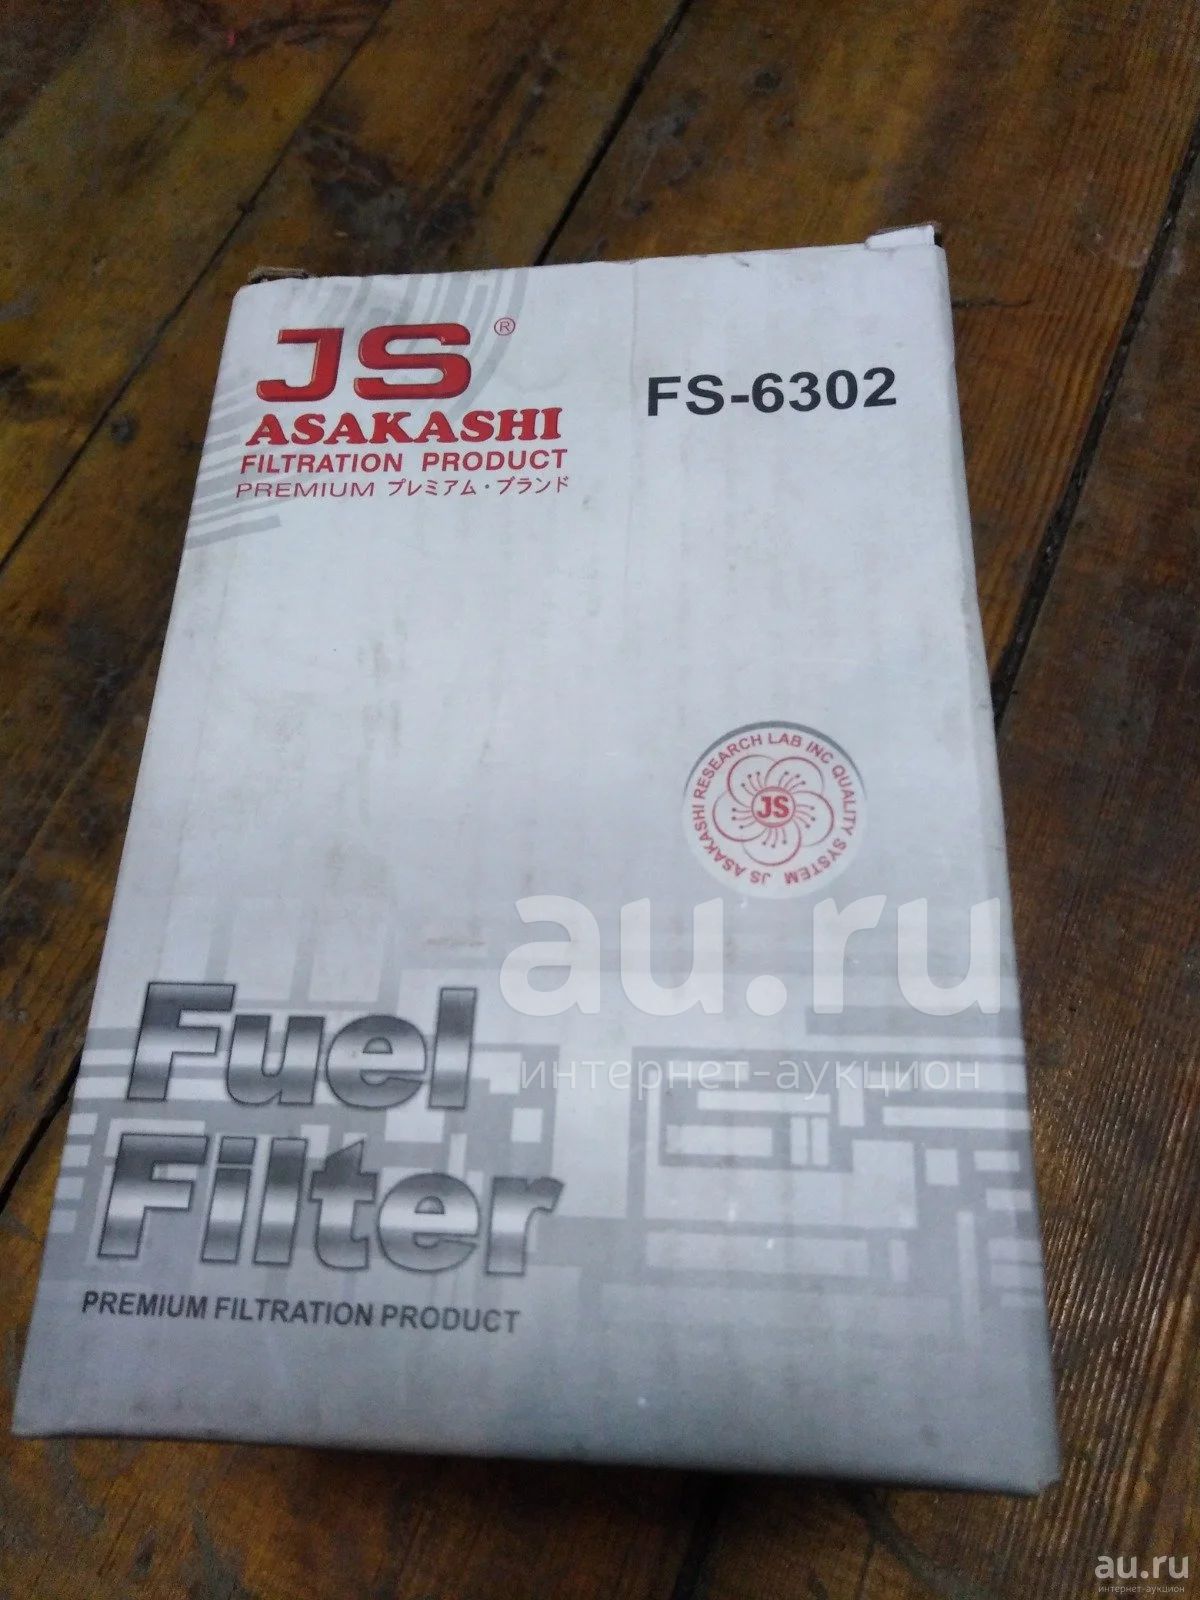 JS®
ASAKASHI
FILTRATION PRODUCT
PREMIUM プレミアム・ブランド
FS-6302
JS ASAKASHI RESEARCH LAB INC QUALITY SYSTEM
JS
au.ru
интернет-аукцион
Fuel
Filter
PREMIUM FILTRATION PRODUCT
au.ru
интернет-аукцион